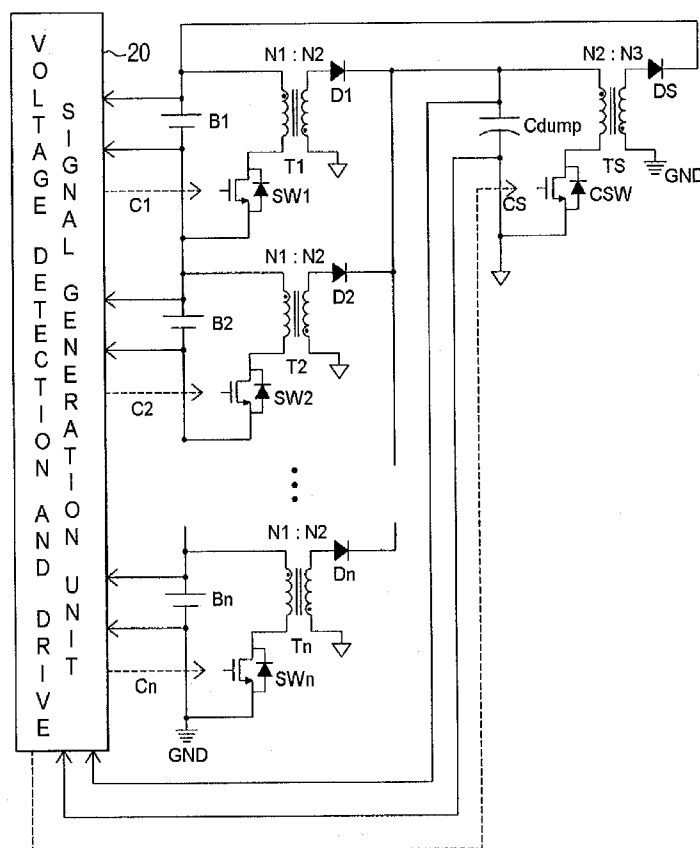 VOLTAGE DETECTION AND DRIVE
SIGNAL GENERATION UNIT
20
N1 : N2
D1
B1
T1
C1
SW1
N2 : N3
DS
Cdump
TS
GND
CS
CSW
N1 : N2
D2
B2
T2
C2
SW2
N1 : N2
Dn
Bn
Tn
Cn
SWn
GND